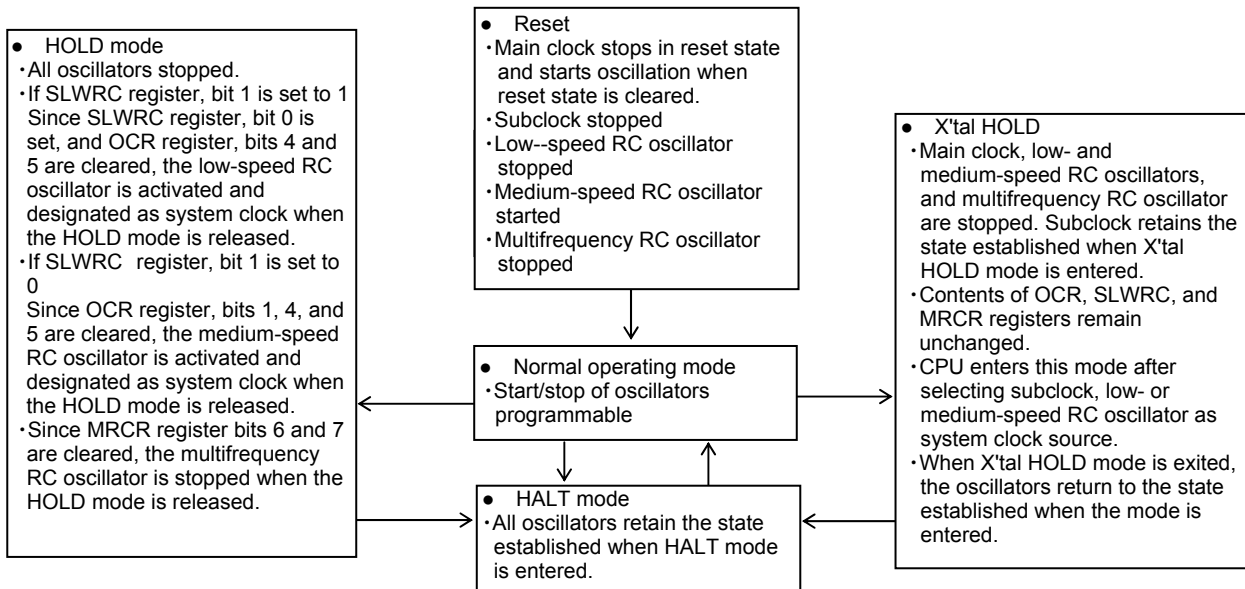 ● HOLD mode
・All oscillators stopped.
・If SLWRC register, bit 1 is set to 1
Since SLWRC register, bit 0 is
set, and OCR register, bits 4 and
5 are cleared, the low-speed RC
oscillator is activated and
designated as system clock when
the HOLD mode is released.
・If SLWRC register, bit 1 is set to
0
Since OCR register, bits 1, 4, and
5 are cleared, the medium-speed
RC oscillator is activated and
designated as system clock when
the HOLD mode is released.
・Since MRCR register bits 6 and 7
are cleared, the multifrequency
RC oscillator is stopped when the
HOLD mode is released.
● Reset
・Main clock stops in reset state
and starts oscillation when
reset state is cleared.
・Subclock stopped
・Low--speed RC oscillator
stopped
・Medium-speed RC oscillator
started
・Multifrequency RC oscillator
stopped
● Normal operating mode
・Start/stop of oscillators
programmable
● HALT mode
・All oscillators retain the state
established when HALT mode
is entered.
● X'tal HOLD
・Main clock, low- and
medium-speed RC oscillators,
and multifrequency RC oscillator
are stopped. Subclock retains the
state established when X'tal
HOLD mode is entered.
・Contents of OCR, SLWRC, and
MRCR registers remain
unchanged.
・CPU enters this mode after
selecting subclock, low- or
medium-speed RC oscillator as
system clock source.
・When X'tal HOLD mode is exited,
the oscillators return to the state
established when the mode is
entered.